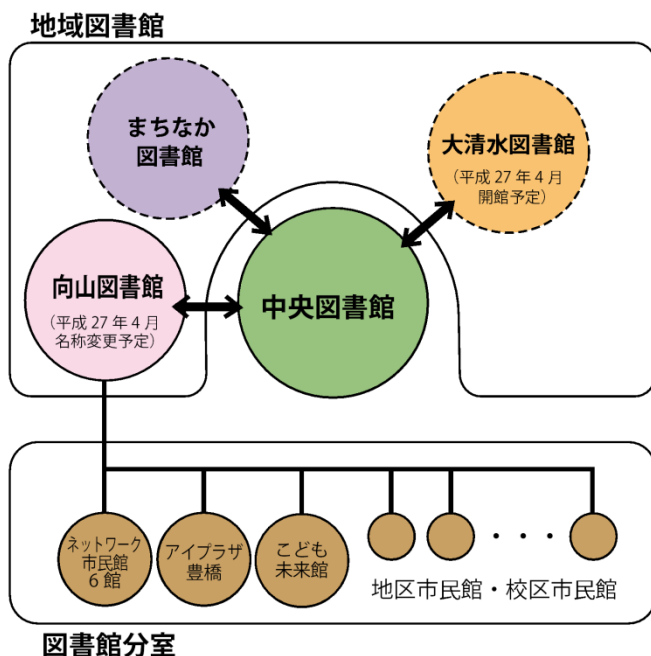 地域図書館
まちなか
図書館
大清水図書館
（平成27年4月
開館予定）
向山図書館
（平成27年4月
名称変更予定）
中央図書館
ネットワーク
市民館
6館
アイプラザ
豊橋
こども
未来館
・・・
地区市民館・校区市民館
図書館分室